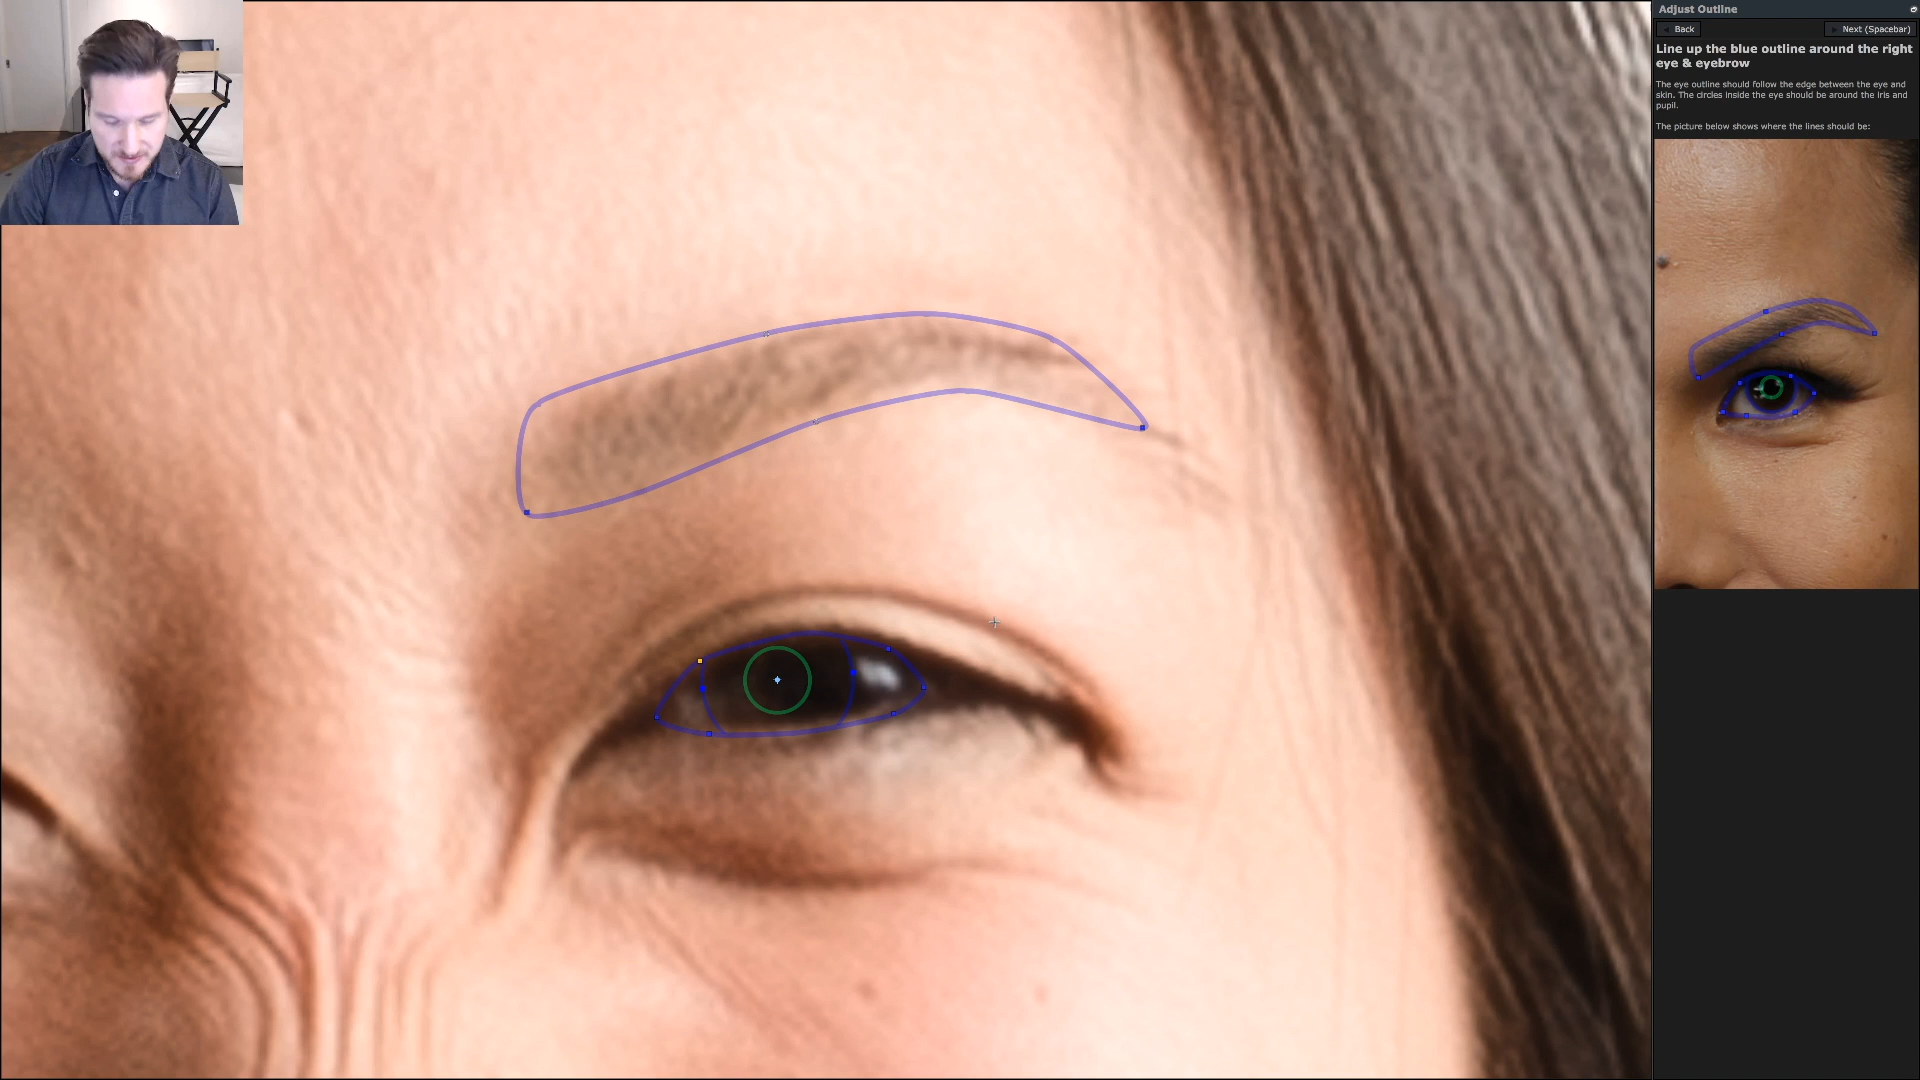 Adjust Outline
Back
Next (Spacebar)
Line up the blue outline around the right
eye & eyebrow
The eye outline should follow the edge between the eye and
skin. The circles inside the eye should be around the iris and
pupil.
The picture below shows where the lines should be: